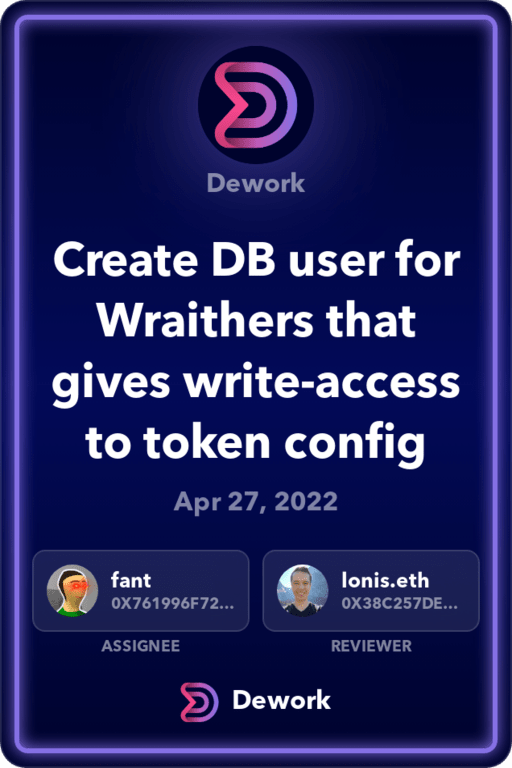 Dework
Create DB user for
Wraithers that
gives write-access
to token config
Apr 27, 2022
fant
0X761996F72...
ASSIGNEE
lonis.eth
0X38C257DE...
REVIEWER
Dework